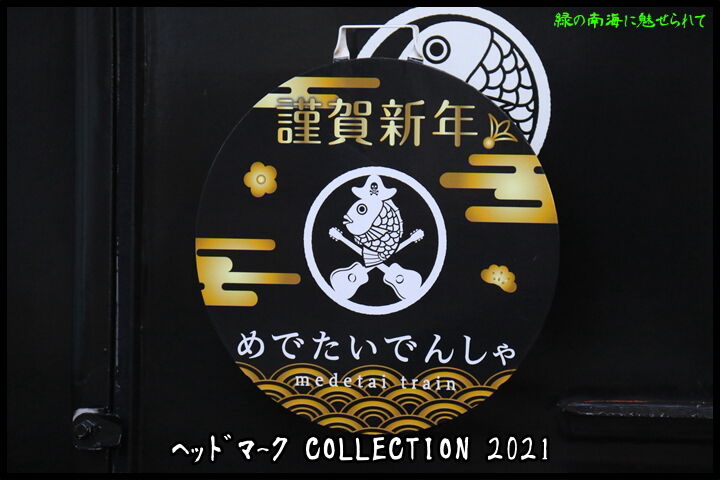 緑の南海に魅せられて
謹賀新年
めでたいでんしゃ
medetai train
ヘッドマーク COLLECTION 2021